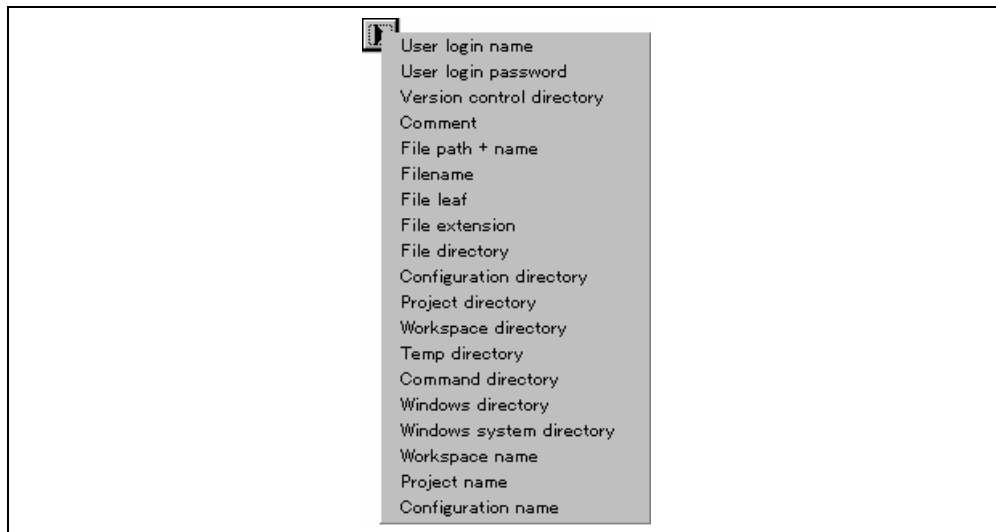 User login name
User login password
Version control directory
Comment
File path + name
Filename
File leaf
File extension
File directory
Configuration directory
Project directory
Workspace directory
Temp directory
Command directory
Windows directory
Windows system directory
Workspace name
Project name
Configuration name